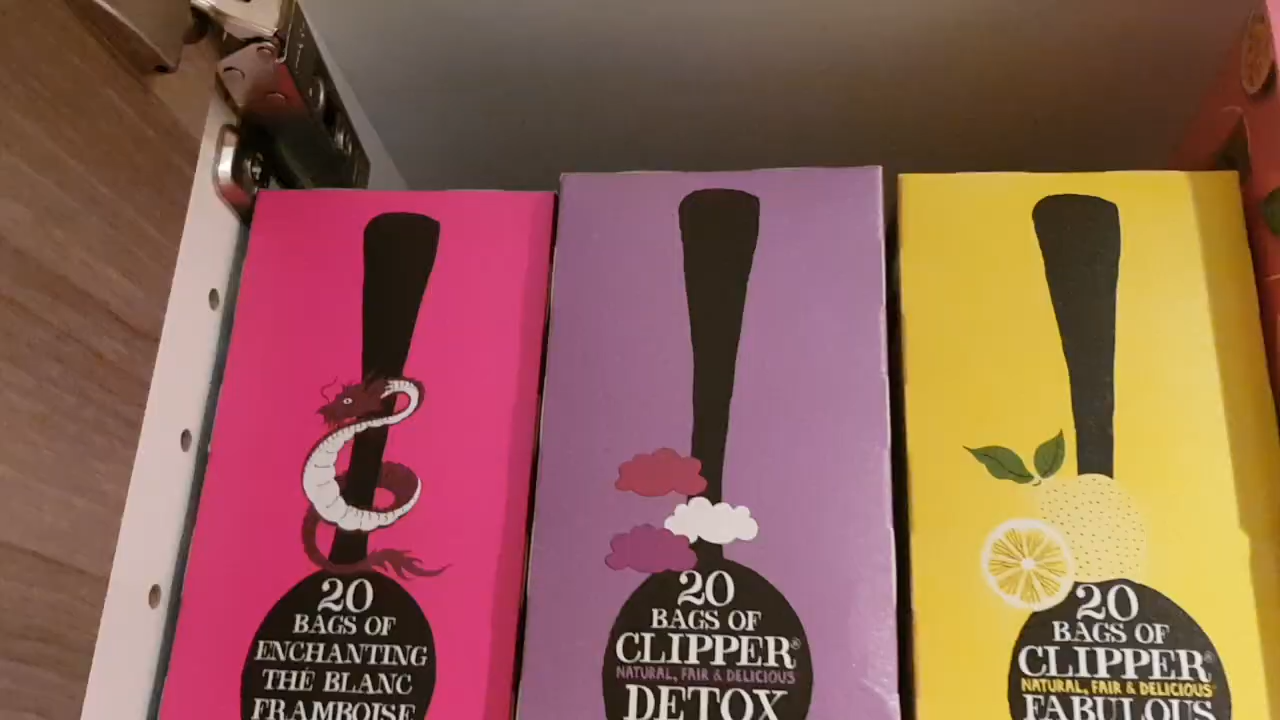 20
BAGS OF
ENCHANTING
THÉ BLANC
FRAMBOISE
20
BAGS OF
CLIPPER®
NATURAL, FAIR & DELICIOUS
DETOX
20
BAGS OF
CLIPPER®
NATURAL, FAIR & DELICIOUS
FABULOUS